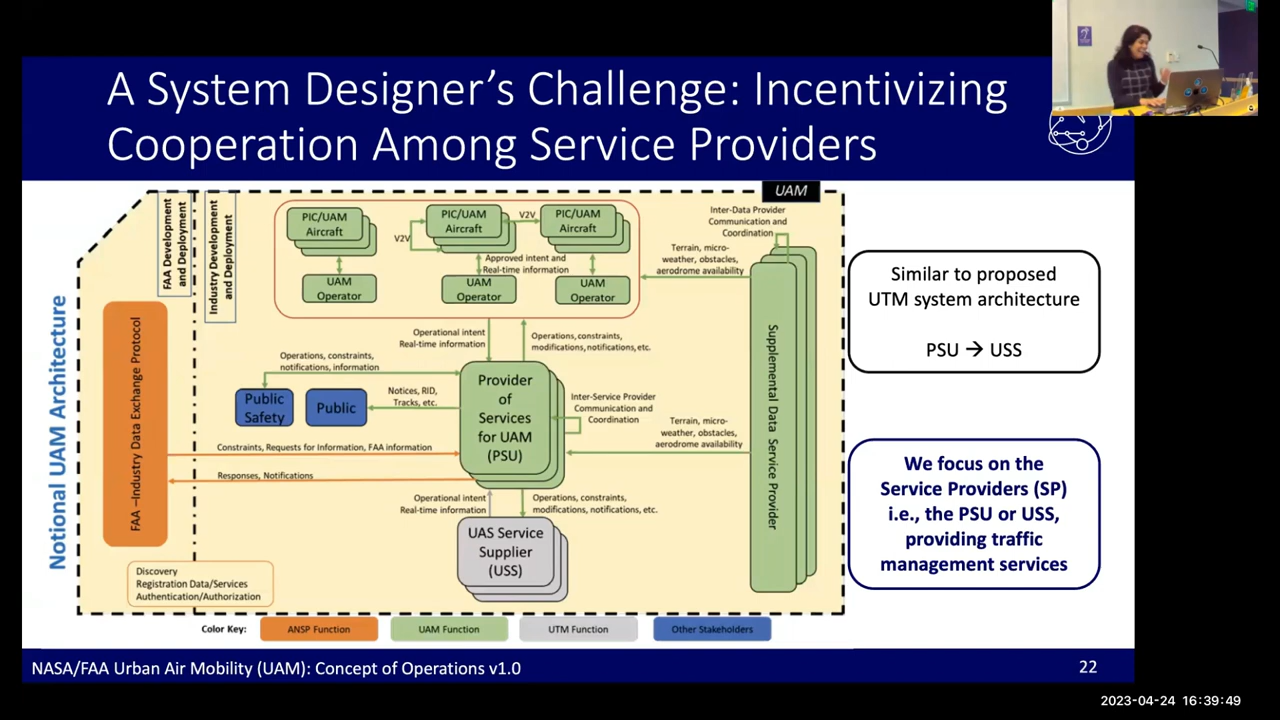 A System Designer's Challenge: Incentivizing
Cooperation Among Service Providers
UAM
Notional UAM Architecture
FAA Development
and Deployment
Industry Development
and Deployment
PIC/UAM
Aircraft
V2V
PIC/UAM
Aircraft
V2V
PIC/UAM
Aircraft
Approved intent and
Real-time information
UAM
Operator
UAM
Operator
UAM
Operator
Inter-Data Provider
Communication and
Coordination
Terrain, micro-
weather, obstacles,
aerodrome availability
FAA –Industry Data Exchange Protocol
Operational intent
Real-time information
Operations, constraints,
modifications, notifications, etc.
Operations, constraints,
notifications, information
Public
Safety
Public
Notices, RID,
Tracks, etc.
Provider
of
Services
for UAM
(PSU)
Inter-Service Provider
Communication and
Coordination
Terrain, micro-
weather, obstacles,
aerodrome availability
Supplemental Data Service Provider
Constraints, Requests for Information, FAA information
Responses, Notifications
Operational intent
Real-time information
Operations, constraints,
modifications, notifications, etc.
UAS Service
Supplier
(USS)
Discovery
Registration Data/Services
Authentication/Authorization
Color Key:
ANSP Function
UAM Function
UTM Function
Other Stakeholders
Similar to proposed
UTM system architecture
PSU → USS
We focus on the
Service Providers (SP)
i.e., the PSU or USS,
providing traffic
management services
NASA/FAA Urban Air Mobility (UAM): Concept of Operations v1.0
22
2023-04-24 16:39:49